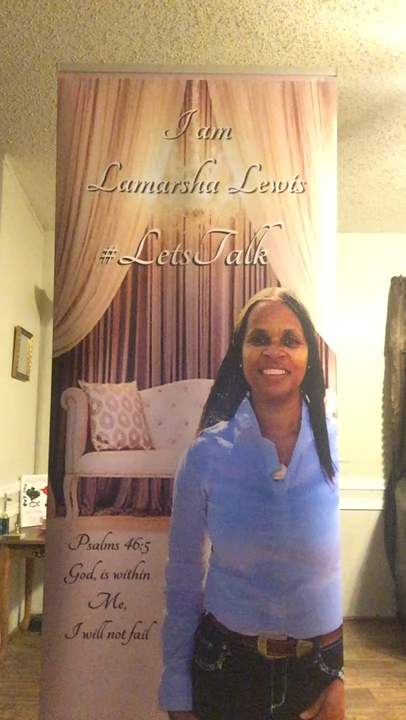 I am
Lamarsha Lewis
#LetsTalk
Psalms 46:5
God, is within
Me,
I will not fail